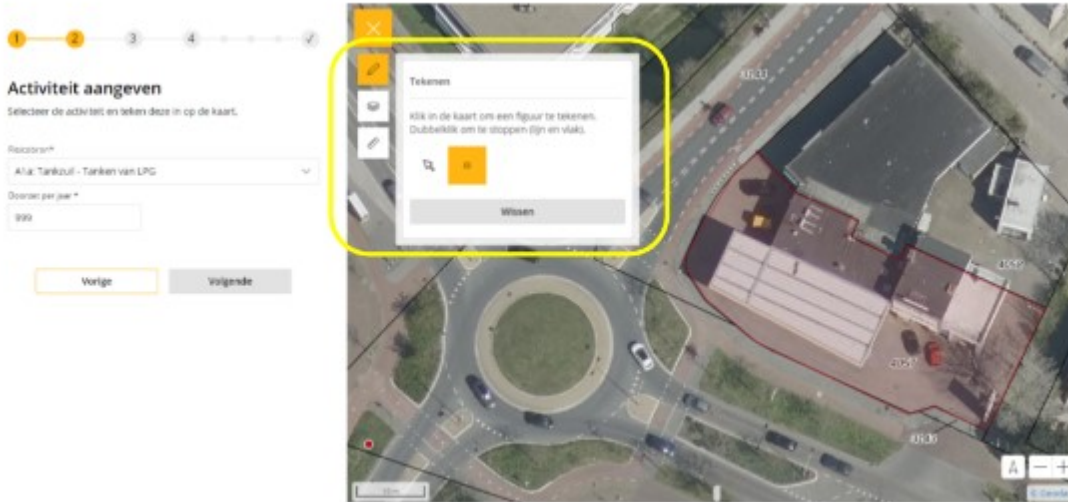 1 2 3 4
Activiteit aangeven
Selecteer de activiteit en teken deze in op de kaart.
Risicobron*
A1a: Tankzuil - Tanken van LPG
Doorzet per jaar *
999
Vorige
Volgende
Tekenen
Klik in de kaart om een figuur te tekenen.
Dubbelklik om te stoppen (lijn en vlak).
Wissen
4057
A